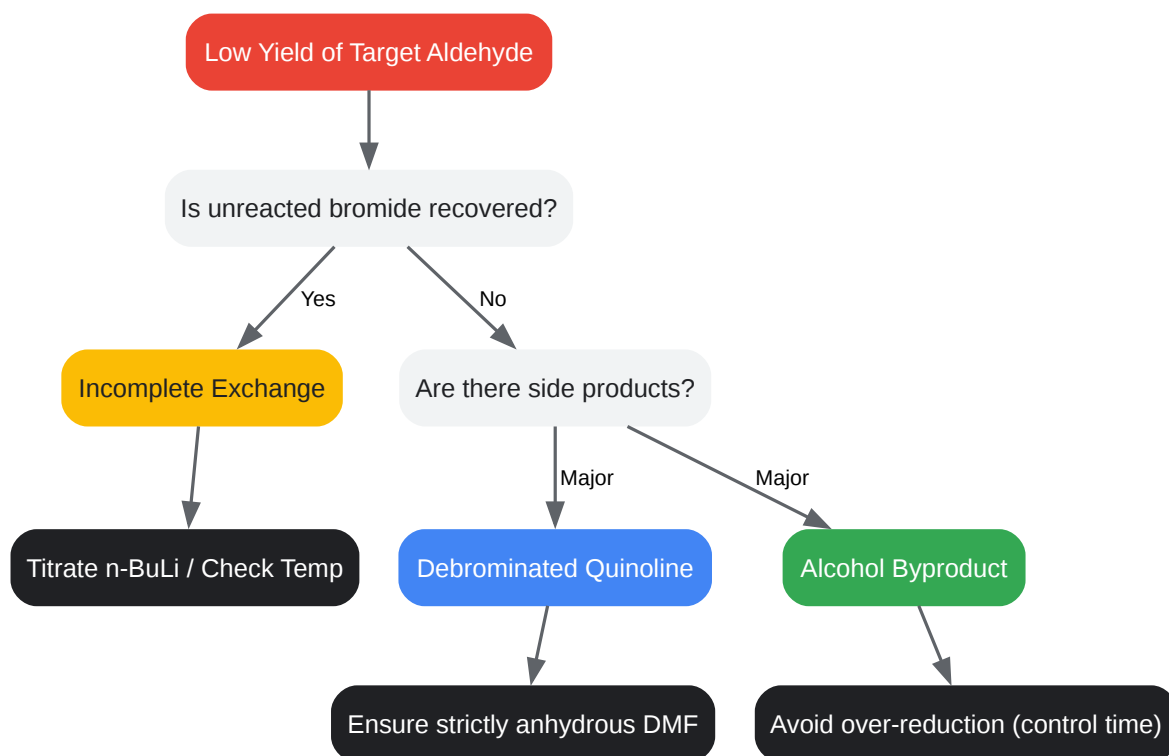 Low Yield of Target Aldehyde
Is unreacted bromide recovered?
Yes
No
Incomplete Exchange
Are there side products?
Major
Major
Titrate n-BuLi / Check Temp
Debrominated Quinoline
Alcohol Byproduct
Ensure strictly anhydrous DMF
Avoid over-reduction (control time)